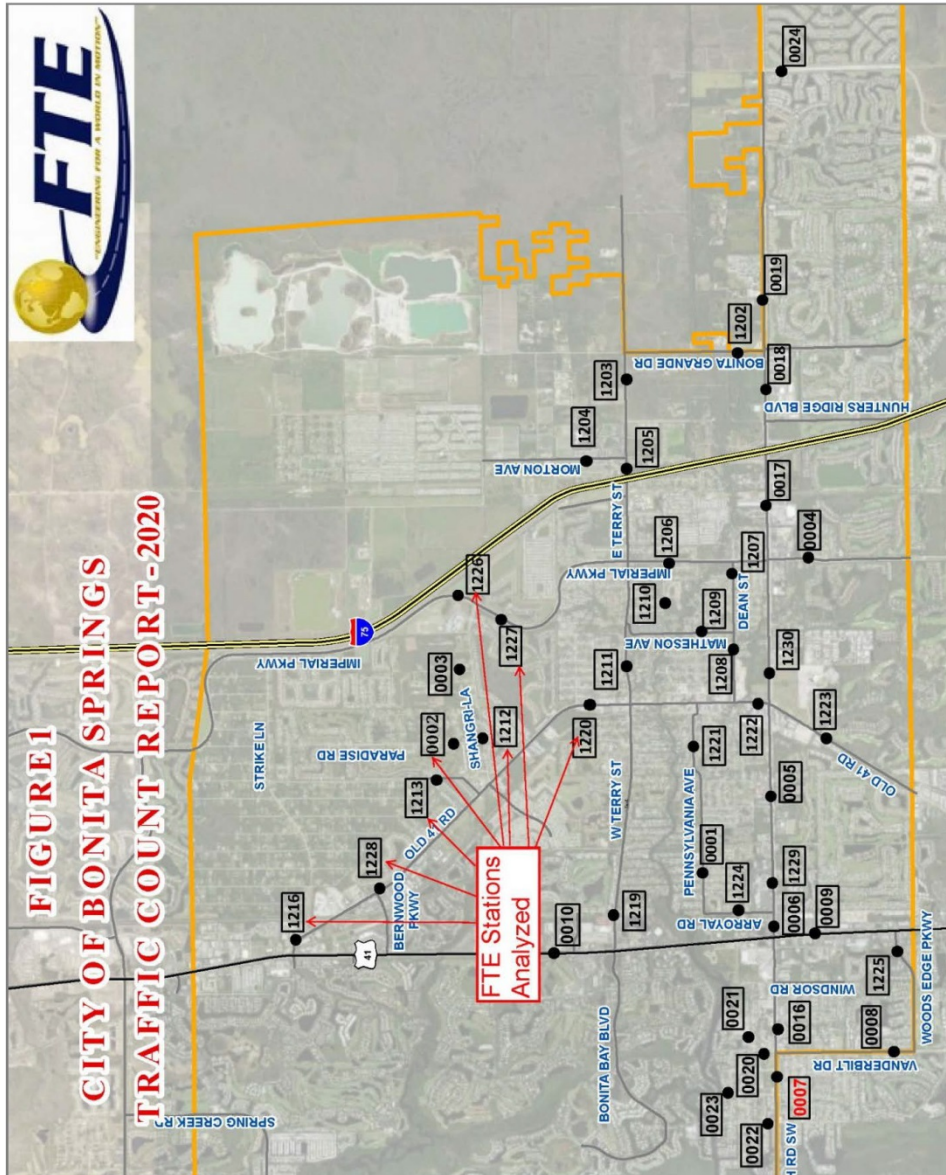 FIGURE 1
CITY OF BONITA SPRINGS
TRAFFIC COUNT REPORT - 2020
FTE
"ENGINEERING FOR A WORLD IN MOTION"
FTE Stations
Analyzed
75
41
IMPERIAL PKWY
STRIKE LN
SPRING CREEK RD
PARADISE RD
SHANGRI-LA
OLD 41 RD
BERNWOOD
PKWY
1216
1228
1213
0002
0003
1226
1227
1212
1220
0010
MORTON AVE
1204
1203
1205
E TERRY ST
W TERRY ST
BONITA BAY BLVD
1211
1219
1210
1206
IMPERIAL PKWY
MATHESON AVE
1209
1207
DEAN ST
1208
1202
BONITA GRANDE DR
0024
0019
0018
HUNTERS RIDGE BLVD
0017
0004
1230
1222
1221
1223
OLD 41 RD
PENNSYLVANIA AVE
0001
1224
ARROYAL RD
0005
1229
0006
0009
WINDSOR RD
1225
WOODS EDGE PKWY
0008
VANDERBILT DR
0021
0016
0020
0007
0023
0022
H RD SW